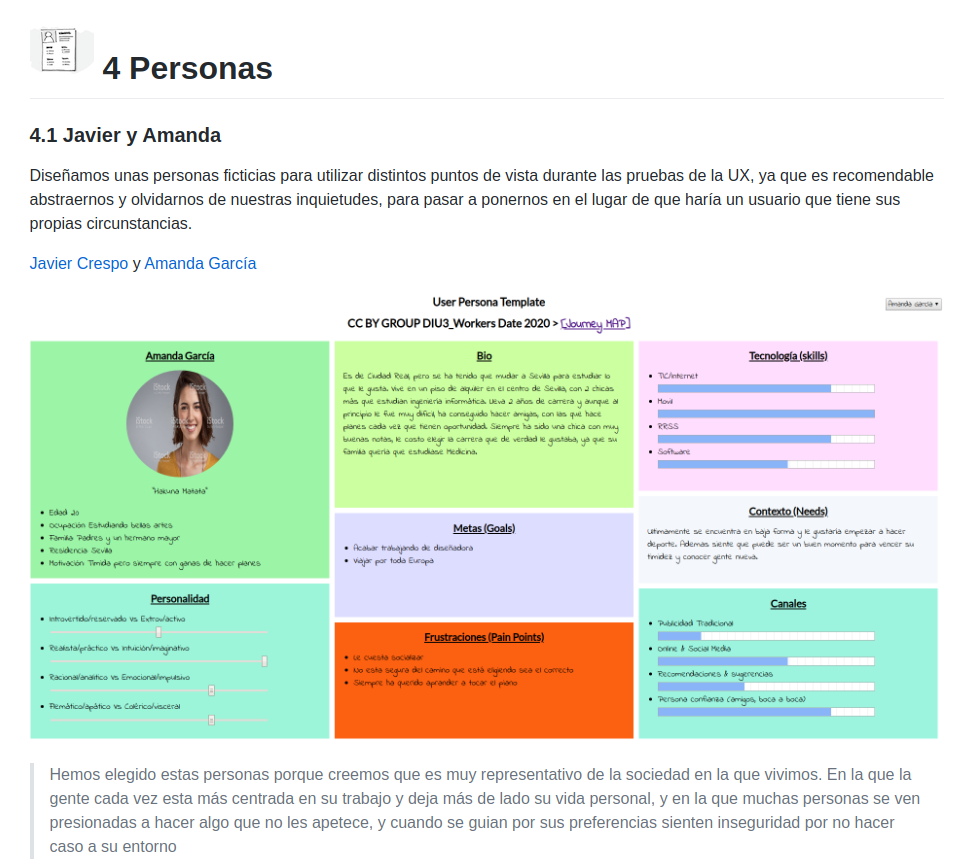 4 Personas
4.1 Javier y Amanda
Diseñamos unas personas ficticias para utilizar distintos puntos de vista durante las pruebas de la UX, ya que es recomendable
abstraernos y olvidarnos de nuestras inquietudes, para pasar a ponernos en el lugar de que haría un usuario que tiene sus
propias circunstancias.
Javier Crespo y Amanda García
User Persona Template
Amanda García
CC BY GROUP DIU3_Workers Date 2020 > [Journey MAP]
Amanda García
iStock
iStock
iStock
iStock
iStock
"Hakuna Matata"
Edad 20
Ocupación Estudiando bellas artes
Familia Padres y un hermano mayor
Residencia Sevilla
Motivación Tímida pero siempre con ganas de hacer planes
Personalidad
Introvertido/reservado Vs Extrov/activo
Realista/práctico Vs Intuición/imaginativo
Racional/analítico Vs Emocional/impulsivo
Flemático/apático Vs Colérico/visceral
Bio
Es de Ciudad Real, pero se ha tenido que mudar a Sevilla para estudiar lo
que le gusta. Vive en un piso de alquiler en el centro de Sevilla, con 2 chicas
más que estudian ingeniería informática. Lleva 2 años de carrera y aunque al
principio le fue muy difícil, ha conseguido hacer amigas, con las que hace
planes cada vez que tienen oportunidad. Siempre ha sido una chica con muy
buenas notas, le costo elegir la carrera que de verdad le gustaba, ya que su
familia quería que estudiase Medicina.
Metas (Goals)
Acabar trabajando de diseñadora
Viajar por toda Europa
Frustraciones (Pain Points)
Le cuesta socializar
No esta segura del camino que está eligiendo sea el correcto
Siempre ha querido aprender a tocar el piano
Tecnología (skills)
TIC/Internet
Movil
RRSS
Software
Contexto (Needs)
Ultimamente se encuentra en baja forma y le gustaría empezar a hacer
deporte. Ademas siente que puede ser un buen momento para vencer su
timidez y conocer gente nueva.
Canales
Publicidad Tradicional
Online & Social Media
Recomendaciones & sugerencias
Persona confianza (amigos, boca a boca)
Hemos elegido estas personas porque creemos que es muy representativo de la sociedad en la que vivimos. En la que la
gente cada vez esta más centrada en su trabajo y deja más de lado su vida personal, y en la que muchas personas se ven
presionadas a hacer algo que no les apetece, y cuando se guian por sus preferencias sienten inseguridad por no hacer
caso a su entorno